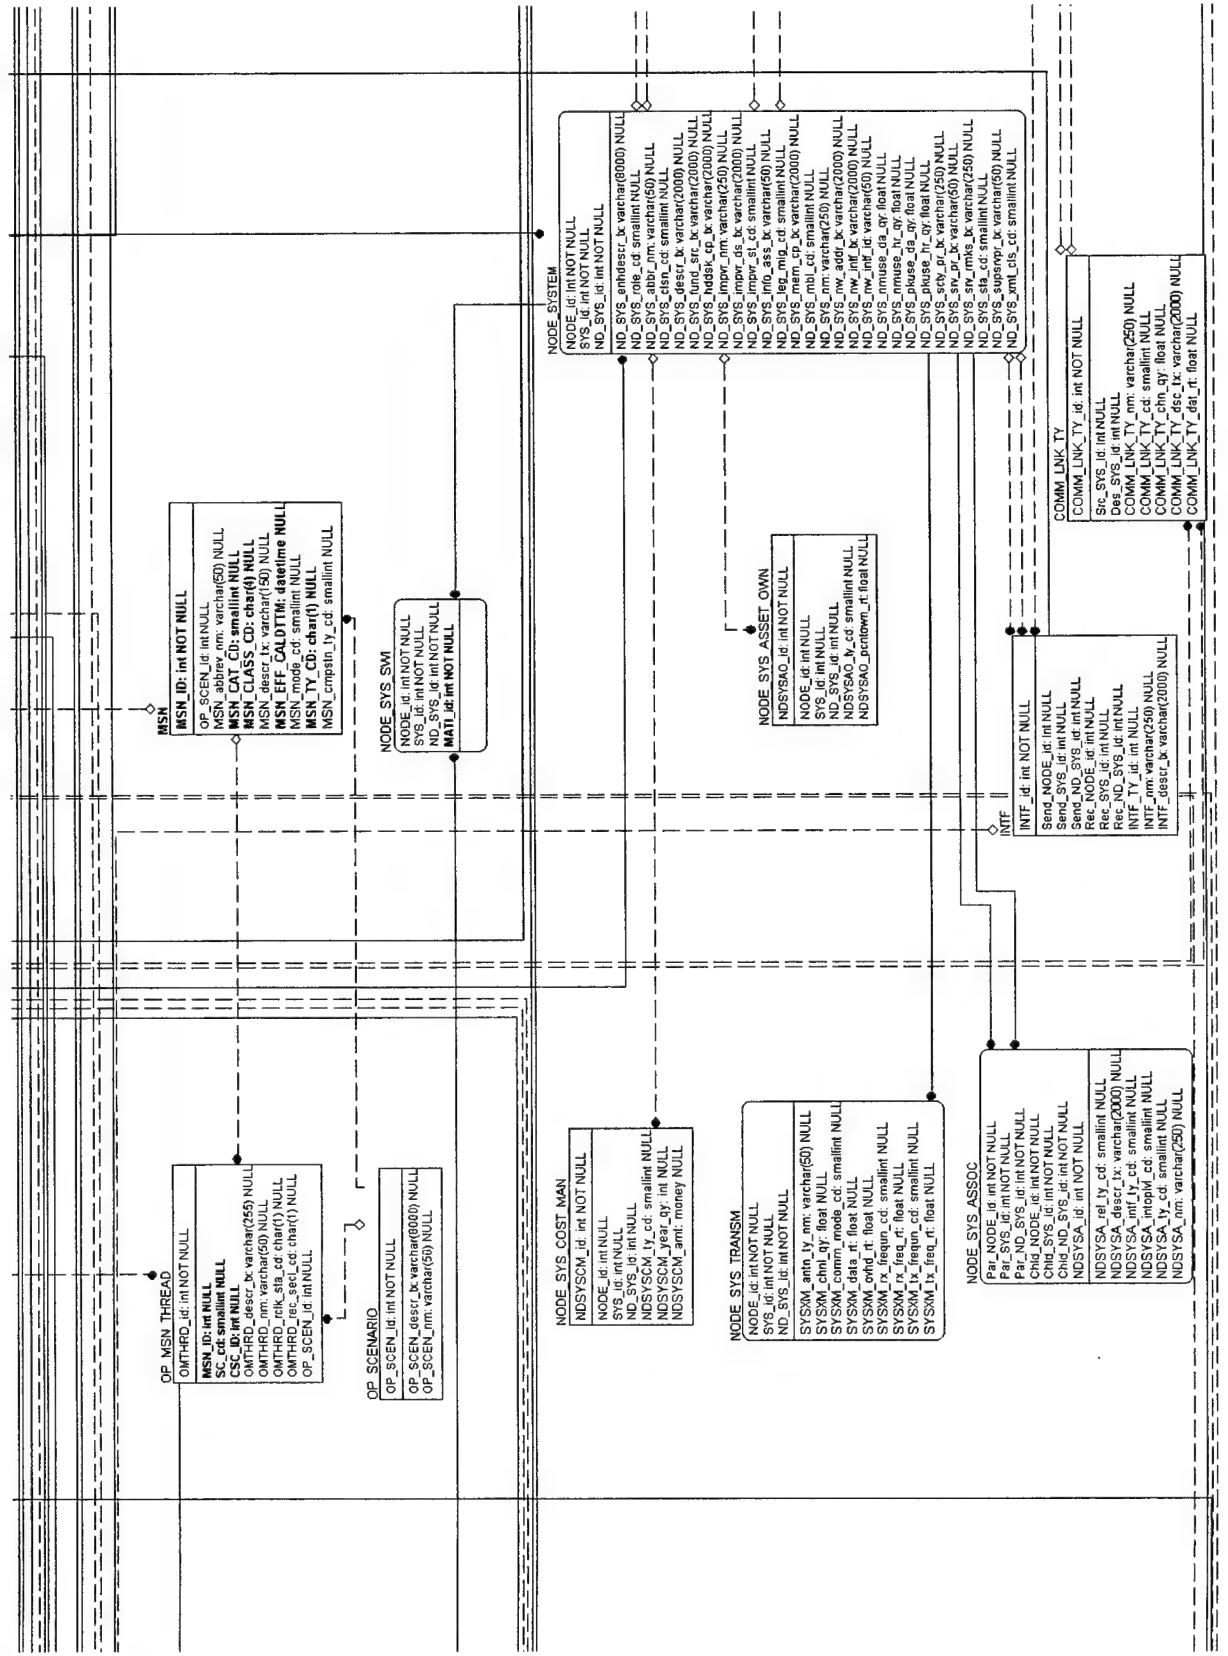 OP_MSN_THREAD
OMTHRD_id: int NOT NULL
MSN_ID: int NULL
SC_cd: smallint NULL
CSC_ID: int NULL
OMTHRD_descr_tx: varchar(255) NULL
OMTHRD_nm: varchar(50) NULL
OMTHRD_rclk_sta_cd: char(1) NULL
OMTHRD_rec_secl_cd: char(1) NULL
OP_SCEN_id: int NULL
MSN
MSN_ID: int NOT NULL
OP_SCEN_id: int NULL
MSN_abbrev_nm: varchar(50) NULL
MSN_CAT_CD: smallint NULL
MSN_CLASS_CD: char(4) NULL
MSN_descr_tx: varchar(150) NULL
MSN_EFF_CALDTTM: datetime NULL
MSN_mode_cd: smallint NULL
MSN_TY_CD: char(1) NULL
MSN_cmpstn_ty_cd: smallint NULL
OP_SCENARIO
OP_SCEN_id: int NOT NULL
OP_SCEN_descr_tx: varchar(8000) NULL
OP_SCEN_nm: varchar(50) NULL
NODE_SYS_SWI
NODE_id: int NOT NULL
SYS_id: int NOT NULL
ND_SYS_id: int NOT NULL
MATI_id: int NOT NULL
NODE_SYSTEM
NODE_id: int NOT NULL
SYS_id: int NOT NULL
ND_SYS_id: int NOT NULL
ND_SYS_enhdescr_tx: varchar(8000) NULL
ND_SYS_role_cd: smallint NULL
ND_SYS_abbr_nm: varchar(50) NULL
ND_SYS_clsn_cd: smallint NULL
ND_SYS_descr_tx: varchar(2000) NULL
ND_SYS_fund_src_tx: varchar(2000) NULL
ND_SYS_hddsk_cp_tx: varchar(2000) NULL
ND_SYS_impvr_nm: varchar(250) NULL
ND_SYS_impvr_ds_tx: varchar(2000) NULL
ND_SYS_impvr_st_cd: smallint NULL
ND_SYS_info_ass_tx: varchar(50) NULL
ND_SYS_leg_mig_cd: smallint NULL
ND_SYS_mem_cp_tx: varchar(2000) NULL
ND_SYS_mbl_cd: smallint NULL
ND_SYS_nm: varchar(250) NULL
ND_SYS_nw_addr_tx: varchar(2000) NULL
ND_SYS_nw_intf_tx: varchar(2000) NULL
ND_SYS_nw_intf_id: varchar(50) NULL
ND_SYS_nmuse_da_qy: float NULL
ND_SYS_nmuse_hr_qy: float NULL
ND_SYS_pkuse_da_qy: float NULL
ND_SYS_pkuse_hr_qy: float NULL
ND_SYS_scty_pr_tx: varchar(250) NULL
ND_SYS_srv_pr_tx: varchar(50) NULL
ND_SYS_srv_rmks_tx: varchar(250) NULL
ND_SYS_sta_cd: smallint NULL
ND_SYS_supsrvpr_tx: varchar(50) NULL
ND_SYS_xmt_cls_cd: smallint NULL
NODE_SYS_COST_MAN
NDSYSCM_id: int NOT NULL
NODE_id: int NULL
SYS_id: int NULL
ND_SYS_id: int NULL
NDSYSCM_ty_cd: smallint NULL
NDSYSCM_year_qy: int NULL
NDSYSCM_amt: money NULL
NODE_SYS_ASSET_OWN
NDSYSAO_id: int NOT NULL
NODE_id: int NULL
SYS_id: int NULL
ND_SYS_id: int NULL
NDSYSAO_ty_cd: smallint NULL
NDSYSAO_pcntown_rt: float NULL
NODE_SYS_TRANSM
NODE_id: int NOT NULL
SYS_id: int NOT NULL
ND_SYS_id: int NOT NULL
SYSXM_antn_ty_nm: varchar(50) NULL
SYSXM_chnl_qy: float NULL
SYSXM_comm_mode_cd: smallint NULL
SYSXM_data_rt: float NULL
SYSXM_ovhd_rt: float NULL
SYSXM_rx_frequn_cd: smallint NULL
SYSXM_rx_freq_rt: float NULL
SYSXM_tx_frequn_cd: smallint NULL
SYSXM_tx_freq_rt: float NULL
NODE_SYS_ASSOC
Par_NODE_id: int NOT NULL
Par_SYS_id: int NOT NULL
Par_ND_SYS_id: int NOT NULL
Chld_NODE_id: int NOT NULL
Chld_SYS_id: int NOT NULL
Chld_ND_SYS_id: int NOT NULL
NDSYSA_id: int NOT NULL
NDSYSA_rel_ty_cd: smallint NULL
NDSYSA_descr_tx: varchar(2000) NULL
NDSYSA_intf_ty_cd: smallint NULL
NDSYSA_intoplvl_cd: smallint NULL
NDSYSA_ty_cd: smallint NULL
NDSYSA_nm: varchar(250) NULL
INTF
INTF_id: int NOT NULL
Send_NODE_id: int NULL
Send_SYS_id: int NULL
Send_ND_SYS_id: int NULL
Rec_NODE_id: int NULL
Rec_SYS_id: int NULL
Rec_ND_SYS_id: int NULL
INTF_TY_id: int NULL
INTF_nm: varchar(250) NULL
INTF_descr_tx: varchar(2000) NULL
COMM_LNK_TY
COMM_LNK_TY_id: int NOT NULL
Src_SYS_id: int NULL
Des_SYS_id: int NULL
COMM_LNK_TY_nm: varchar(250) NULL
COMM_LNK_TY_cd: smallint NULL
COMM_LNK_TY_chn_qy: float NULL
COMM_LNK_TY_dsc_tx: varchar(2000) NULL
COMM_LNK_TY_dat_rt: float NULL